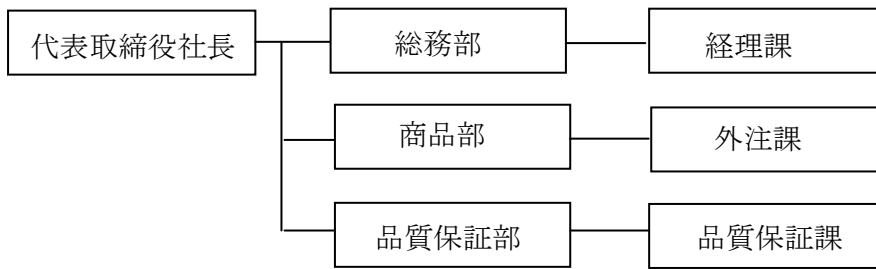 代表取締役社長
総務部
経理課
商品部
外注課
品質保証部
品質保証課